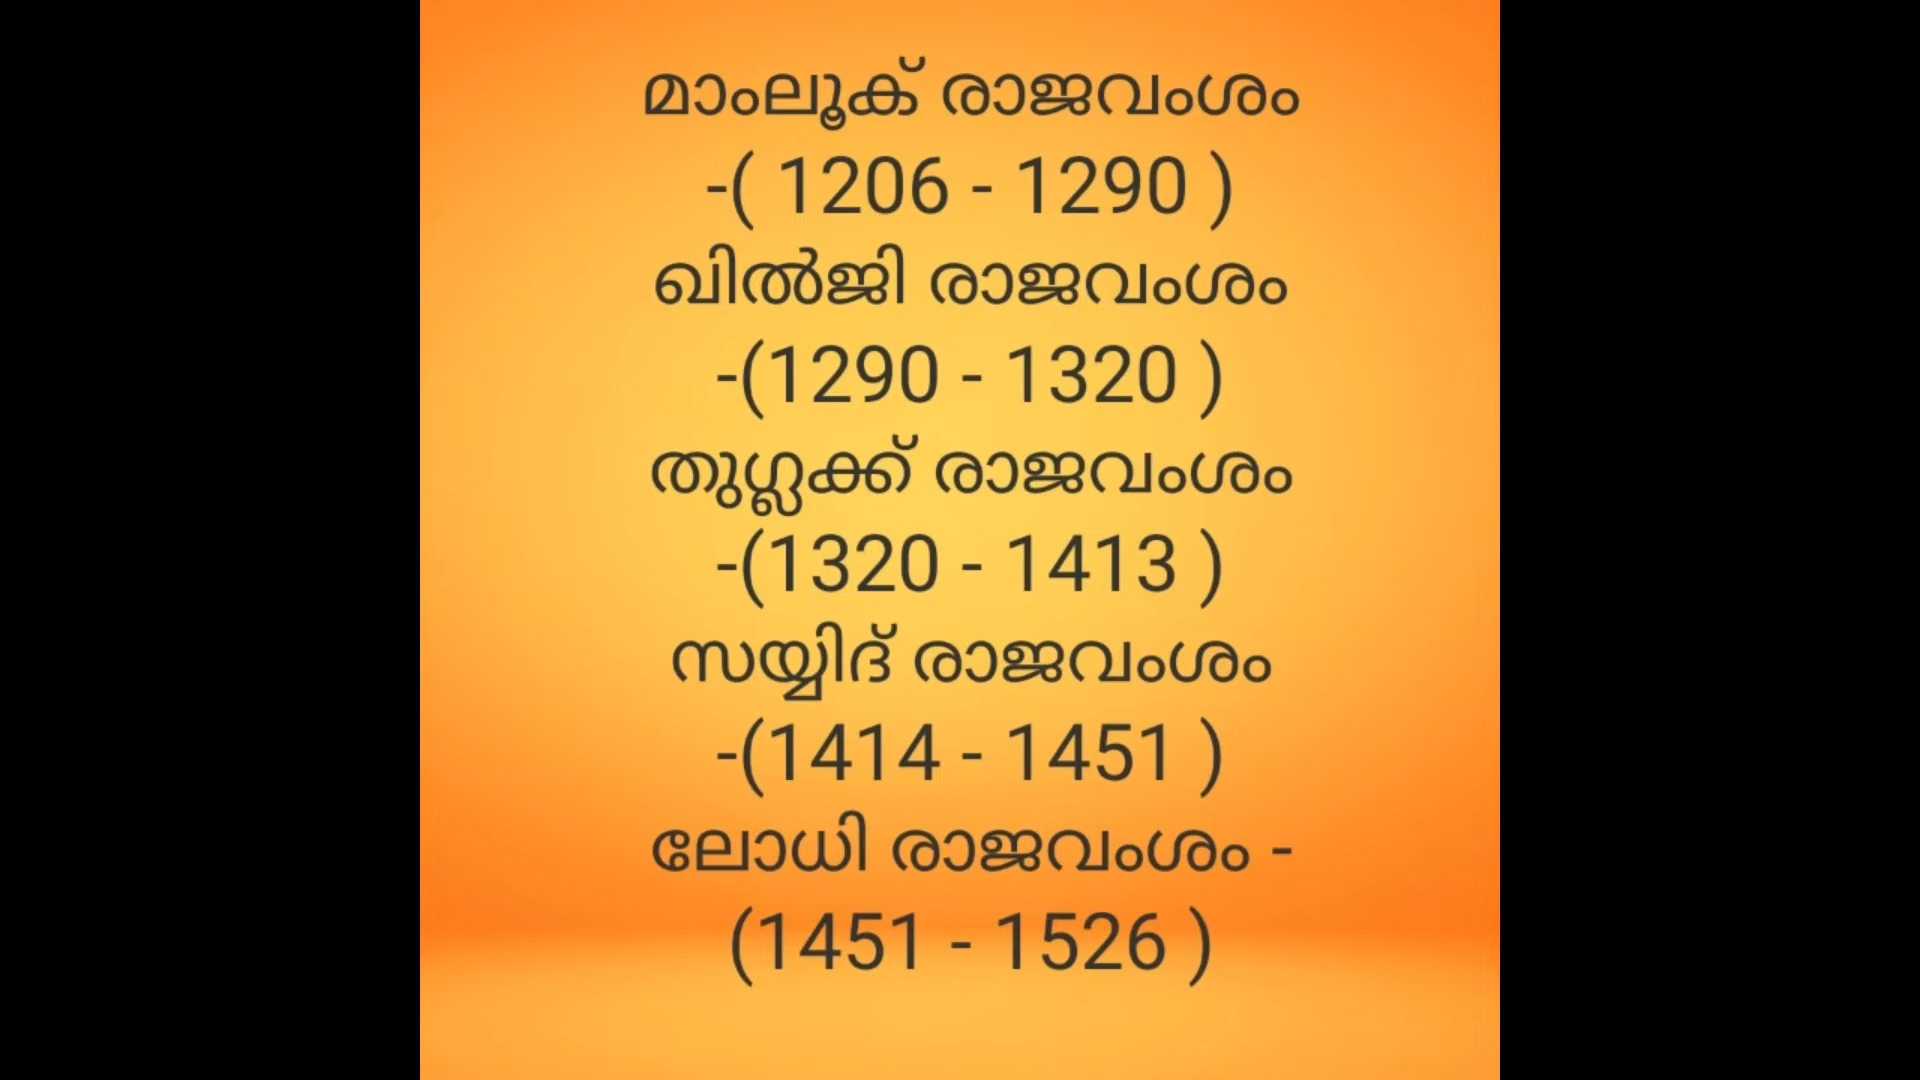 മാംലൂക് രാജവംശം
-( 1206 - 1290 )
ഖിൽജി രാജവംശം
-(1290 - 1320 )
തുഗ്ലക്ക് രാജവംശം
-(1320 - 1413 )
സയ്യിദ് രാജവംശം
-(1414 - 1451 )
ലോധി രാജവംശം -
(1451 - 1526 )